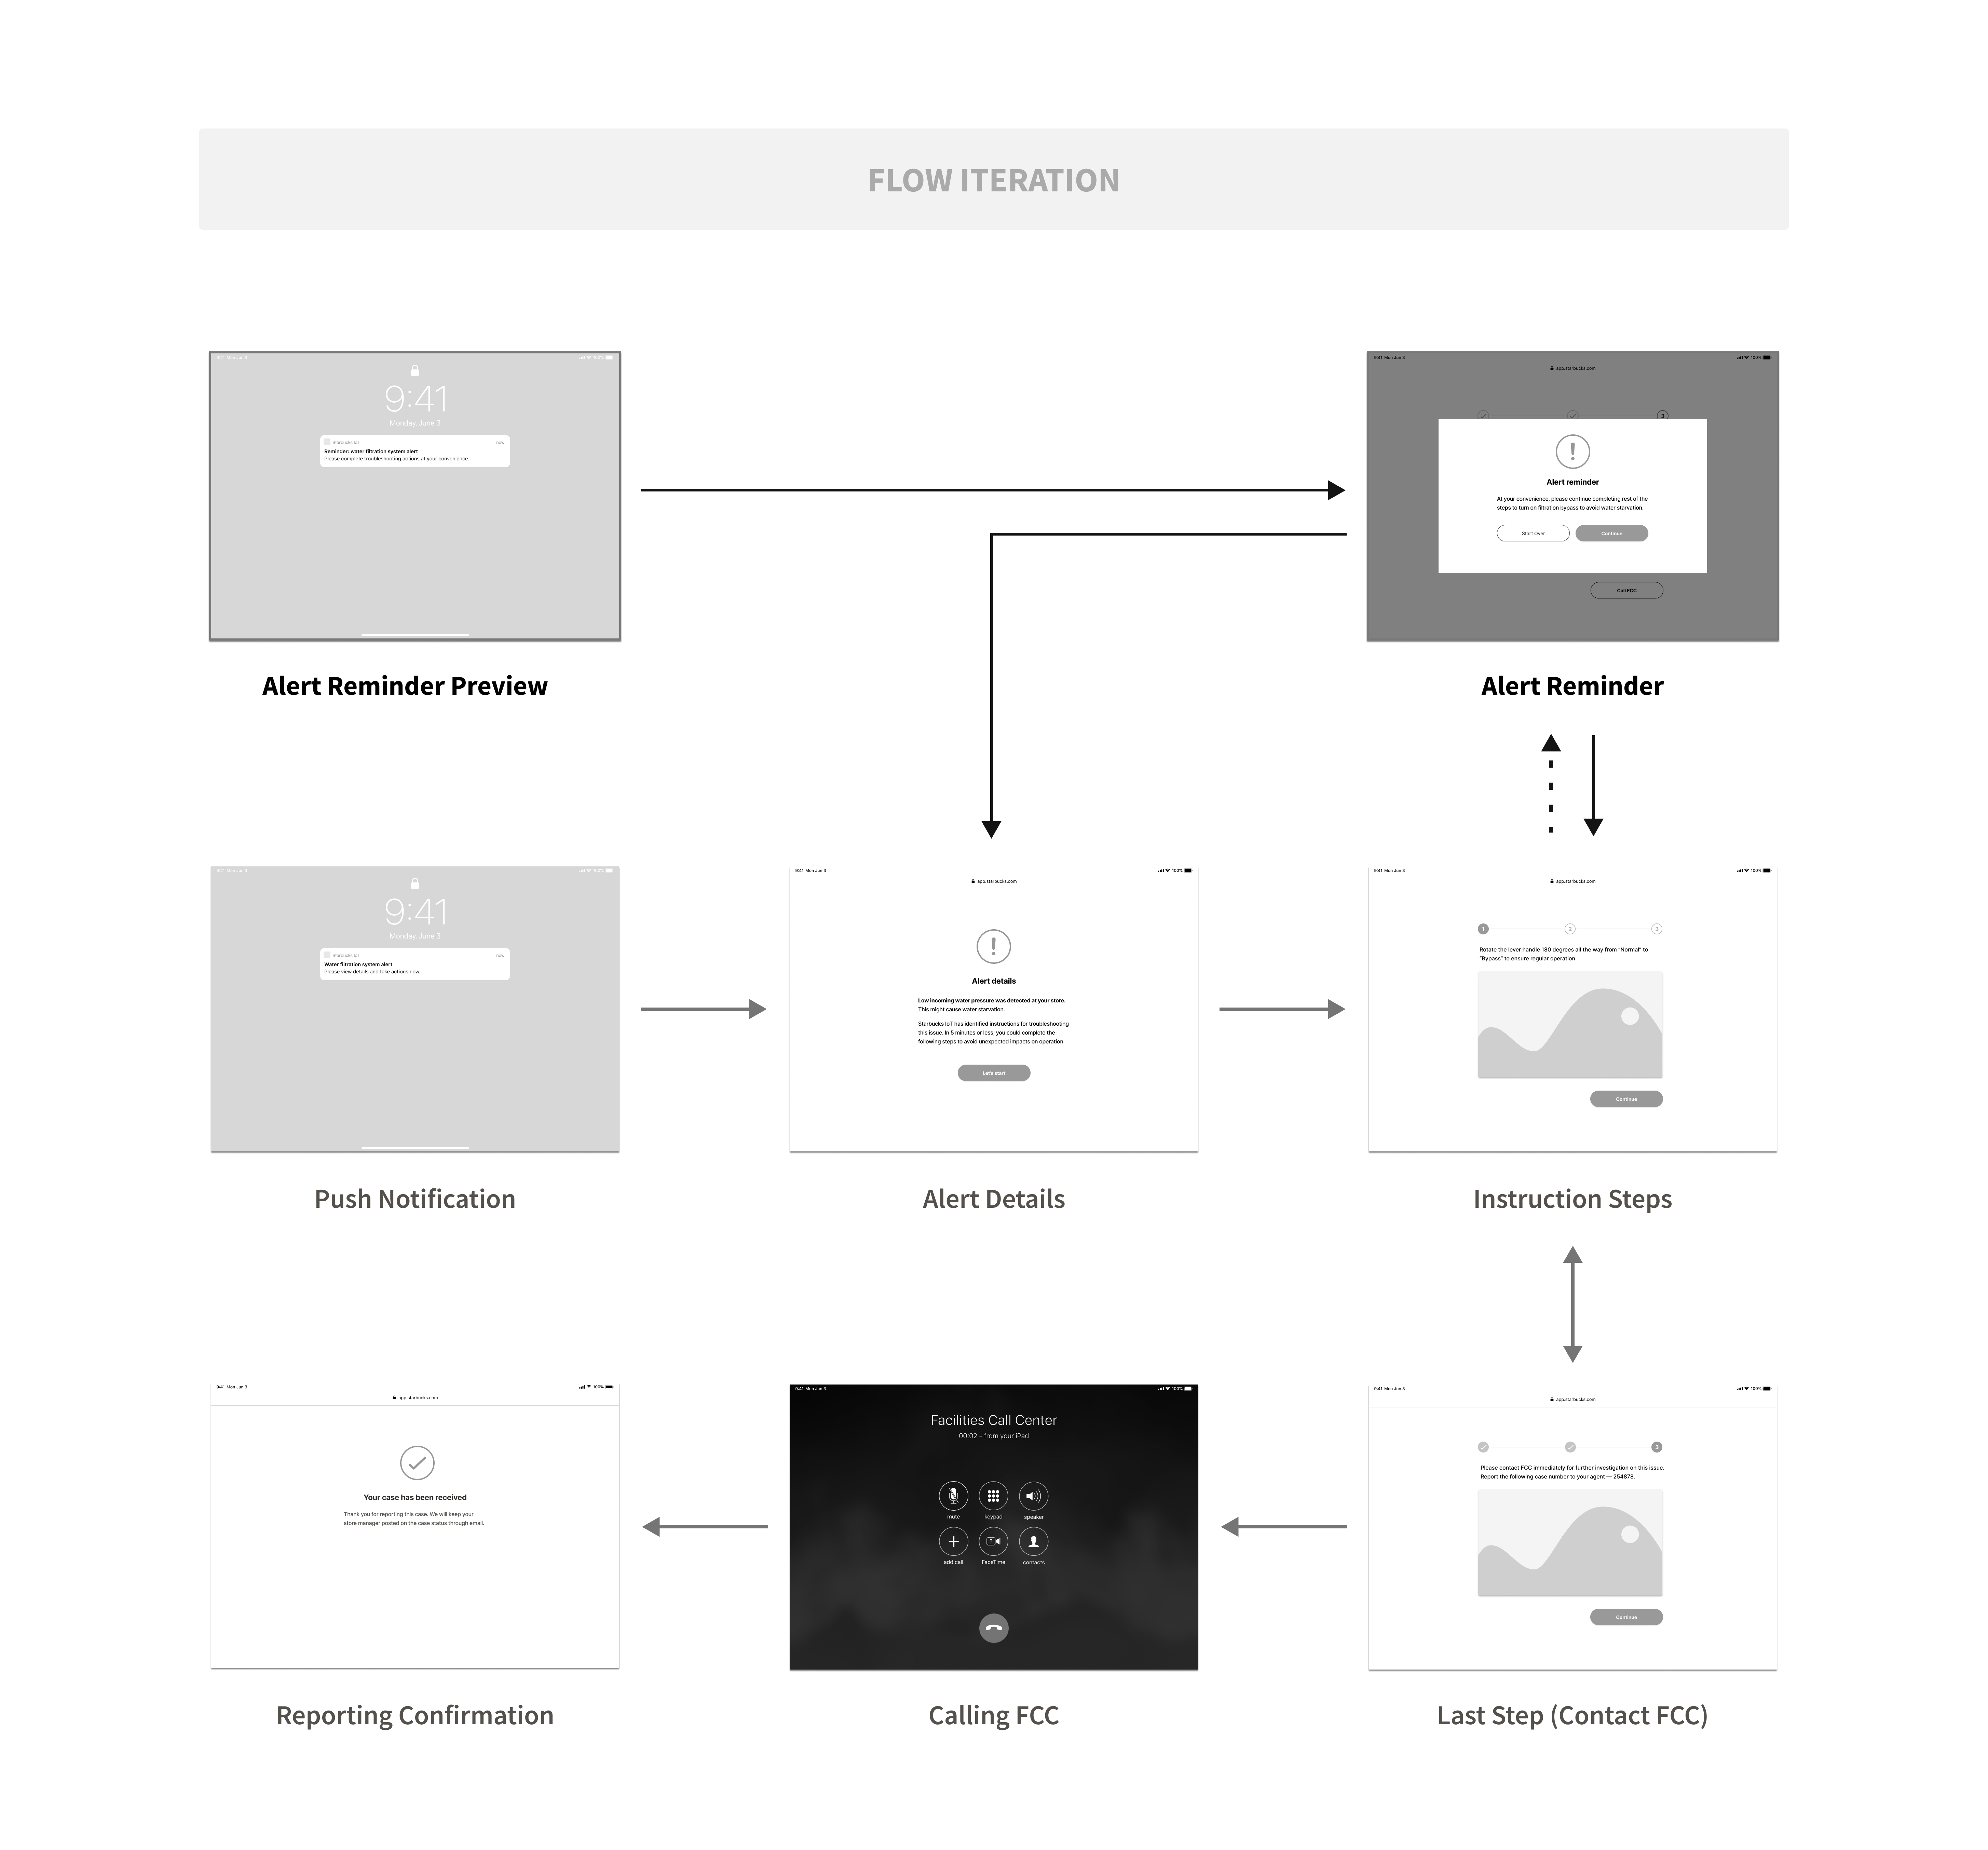 FLOW ITERATION
9:41 Mon Jun 3
100%
9:41
Monday, June 3
Starbucks IoT
now
Reminder: water filtration system alert
Please complete troubleshooting actions at your convenience.
Alert Reminder Preview
9:41 Mon Jun 3
100%
app.starbucks.com
3
Alert reminder
At your convenience, please continue completing rest of the
steps to turn on filtration bypass to avoid water starvation.
Start Over
Continue
Call FCC
Alert Reminder
9:41 Mon Jun 3
100%
9:41
Monday, June 3
Starbucks IoT
now
Water filtration system alert
Please view details and take actions now.
Push Notification
9:41 Mon Jun 3
100%
app.starbucks.com
Alert details
Low incoming water pressure was detected at your store.
This might cause water starvation.
Starbucks IoT has identified instructions for troubleshooting
this issue. In 5 minutes or less, you could complete the
following steps to avoid unexpected impacts on operation.
Let's start
Alert Details
9:41 Mon Jun 3
100%
app.starbucks.com
1
2
3
Rotate the lever handle 180 degrees all the way from "Normal" to
"Bypass" to ensure regular operation.
Continue
Instruction Steps
9:41 Mon Jun 3
100%
app.starbucks.com
Your case has been received
Thank you for reporting this case. We will keep your
store manager posted on the case status through email.
Reporting Confirmation
9:41 Mon Jun 3
100%
Facilities Call Center
00:02 - from your iPad
mute
keypad
speaker
add call
FaceTime
contacts
Calling FCC
9:41 Mon Jun 3
100%
app.starbucks.com
3
Please contact FCC immediately for further investigation on this issue.
Report the following case number to your agent — 254878.
Continue
Last Step (Contact FCC)